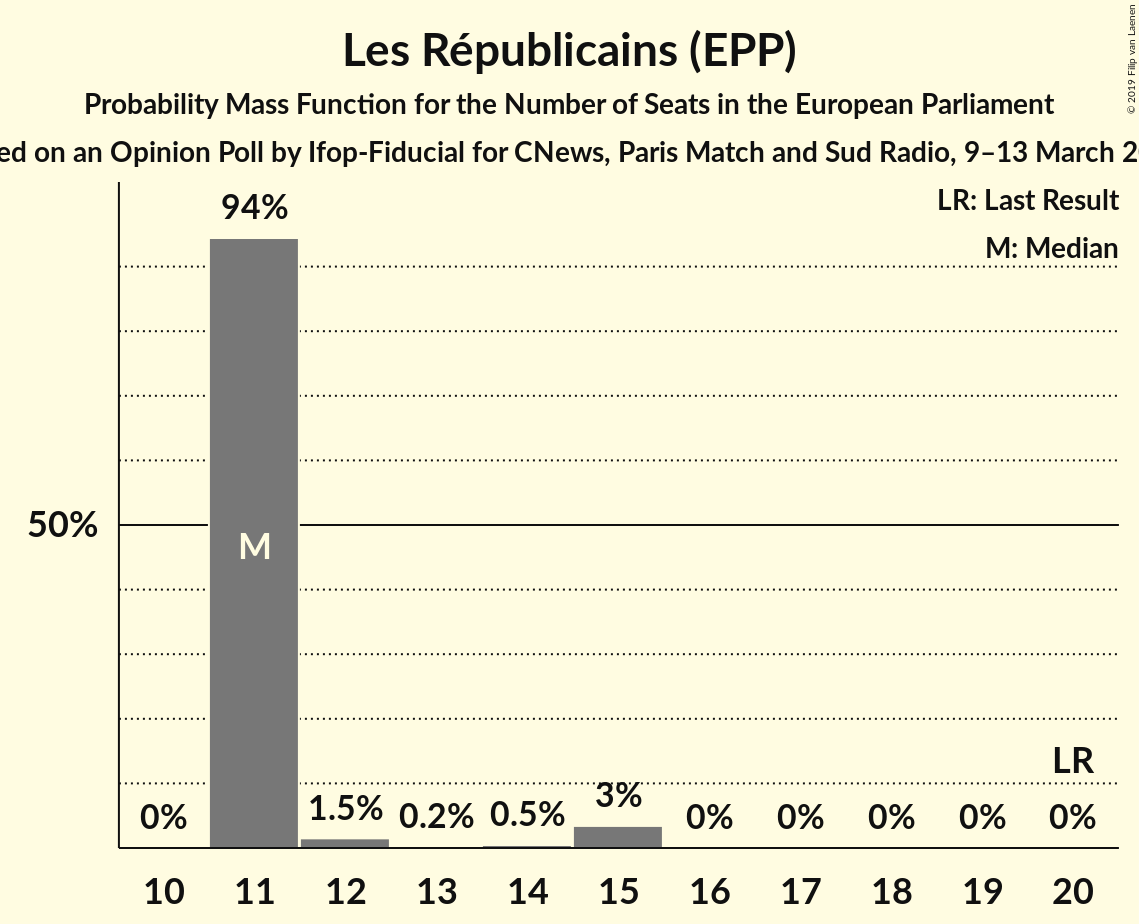 Les Républicains (EPP)
Probability Mass Function for the Number of Seats in the European Parliament
on an Opinion Poll by Ifop-Fiducial for CNews, Paris Match and Sud Radio, 9–13 March
© 2019 Filip van Laenen
LR: Last Result
M: Median
94%
50%
M
LR
0% 1.5% 0.2% 0.5% 3% 0% 0% 0% 0% 0%
10 11 12 13 14 15 16 17 18 19 20